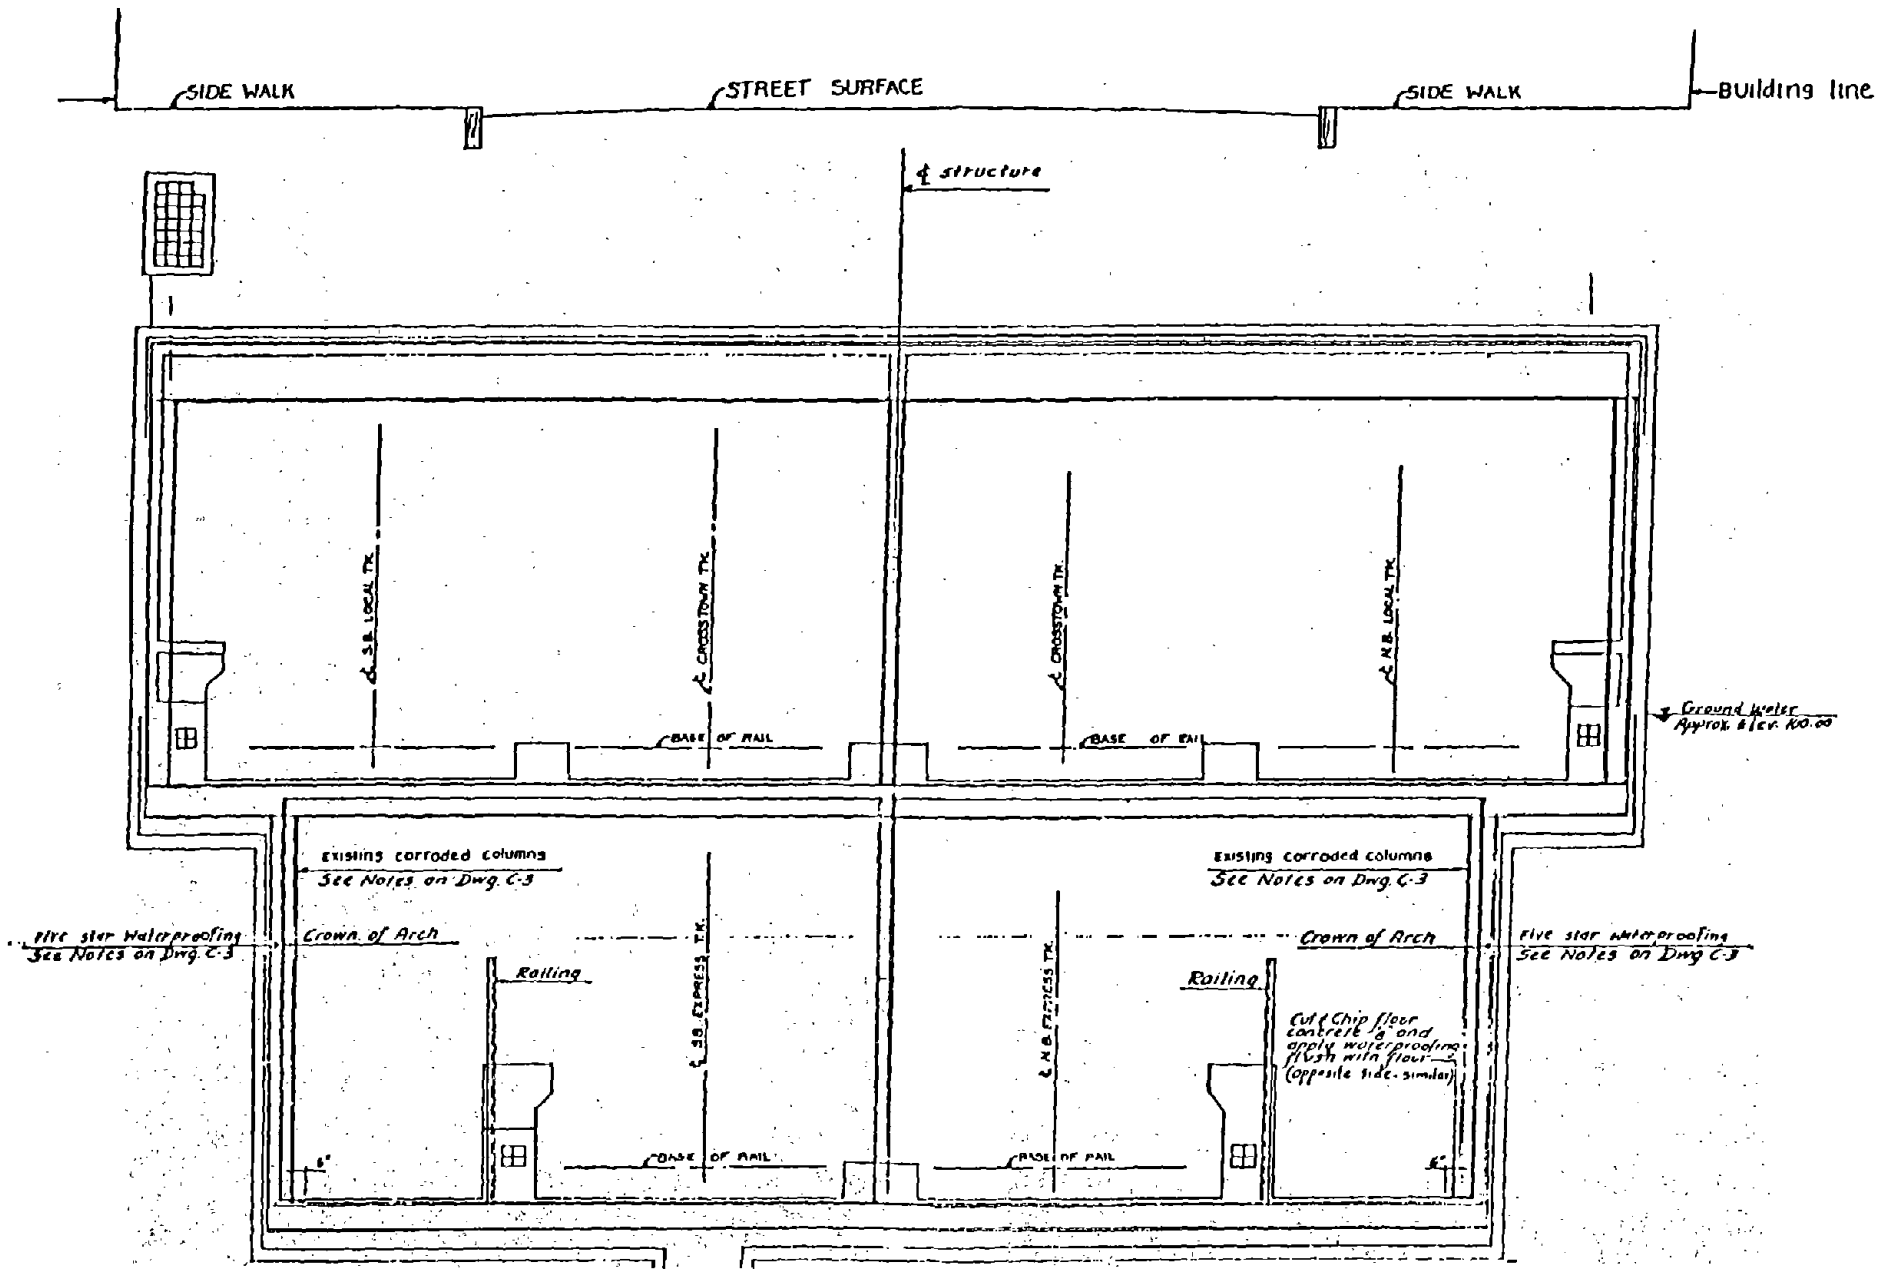 SIDE WALK
STREET SURFACE
SIDE WALK
Building line
℄ structure
℄ S.B. LOCAL TK.
℄ CROSSTOWN TK.
℄ CROSSTOWN TK.
℄ N.B. LOCAL TK.
BASE OF RAIL
BASE OF RAIL
Ground Water
Approx. Elev. 100.00
Existing corroded columns
See Notes on Dwg. C-3
Existing corroded columns
See Notes on Dwg. C-3
Five star Waterproofing
See Notes on Dwg. C-3
Crown of Arch
Crown of Arch
Five star Waterproofing
See Notes on Dwg C-3
Railing
℄ S.B. EXPRESS TK.
℄ N.B. EXPRESS TK.
Railing
Cut & Chip floor
concrete and
apply waterproofing
flush with floor
(opposite side-similar)
6"
BASE OF RAIL
BASE OF RAIL
6"